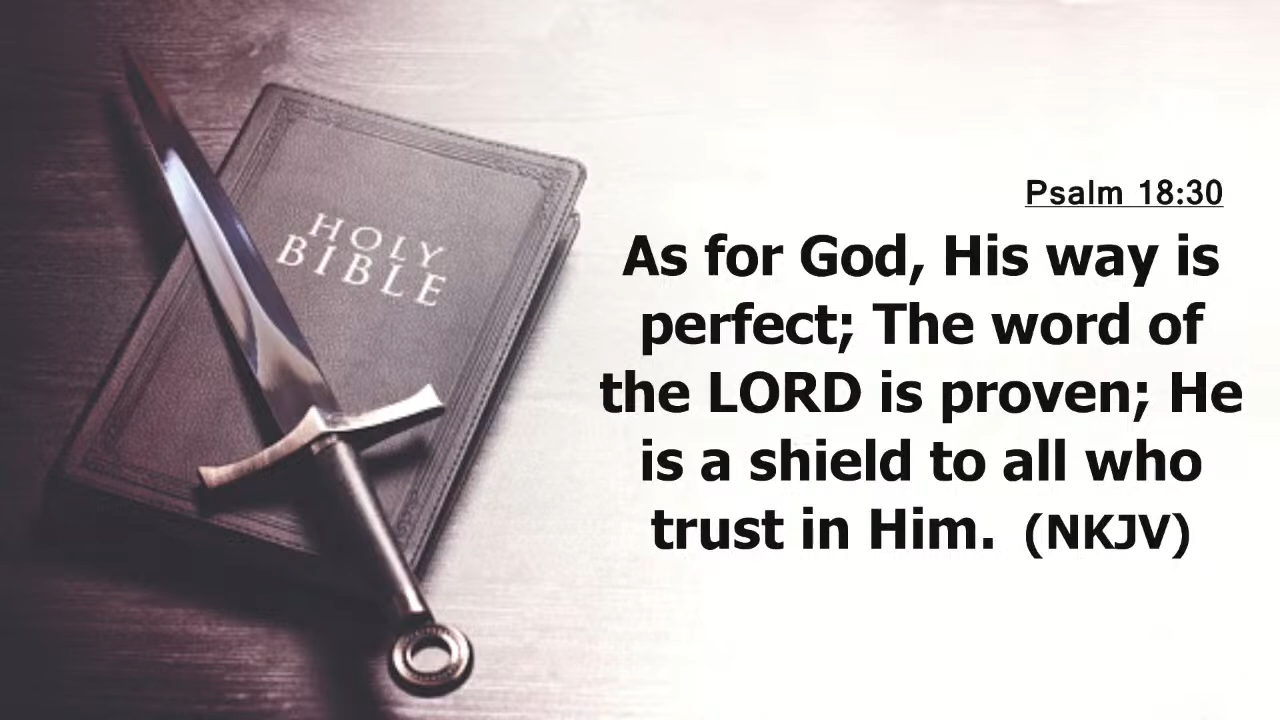 HOLY
BIBLE
Psalm 18:30
As for God, His way is
perfect; The word of
the LORD is proven; He
is a shield to all who
trust in Him. (NKJV)